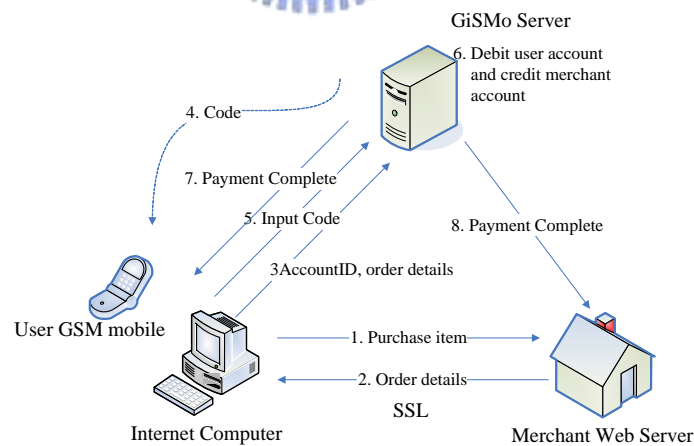 GiSMo Server
6. Debit user account
and credit merchant
account
4. Code
7. Payment Complete
5. Input Code
8. Payment Complete
3AccountID, order details
User GSM mobile
1. Purchase item
2. Order details
SSL
Internet Computer
Merchant Web Server